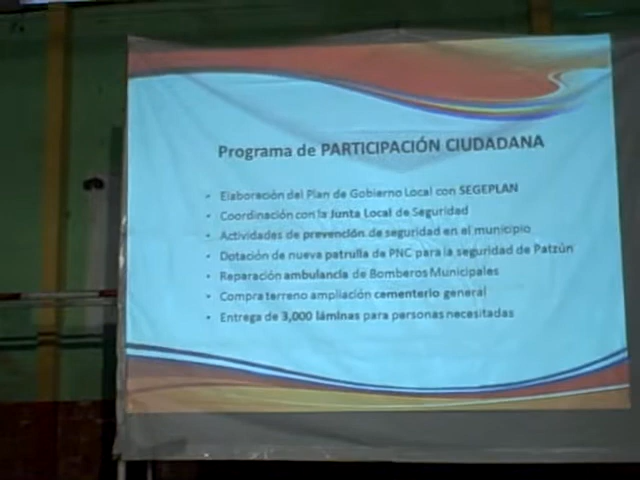 Programa de PARTICIPACIÓN CIUDADANA
• Elaboración del Plan de Gobierno Local con SEGEPLAN
• Coordinación con la Junta Local de Seguridad
• Actividades de prevención de seguridad en el municipio
• Dotación de nueva patrulla de PNC para la seguridad de Patzún
• Reparación ambulancia de Bomberos Municipales
• Compra terreno ampliación cementerio general
• Entrega de 3,000 láminas para personas necesitadas